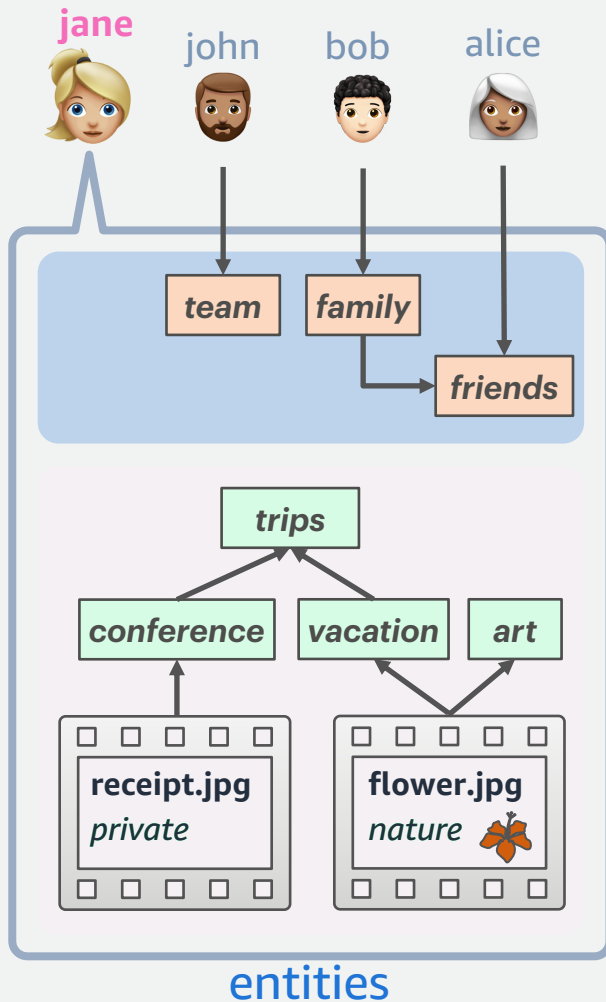 jane
john
bob
alice
team
family
friends
trips
conference
vacation
art
receipt.jpg
private
flower.jpg
nature
entities